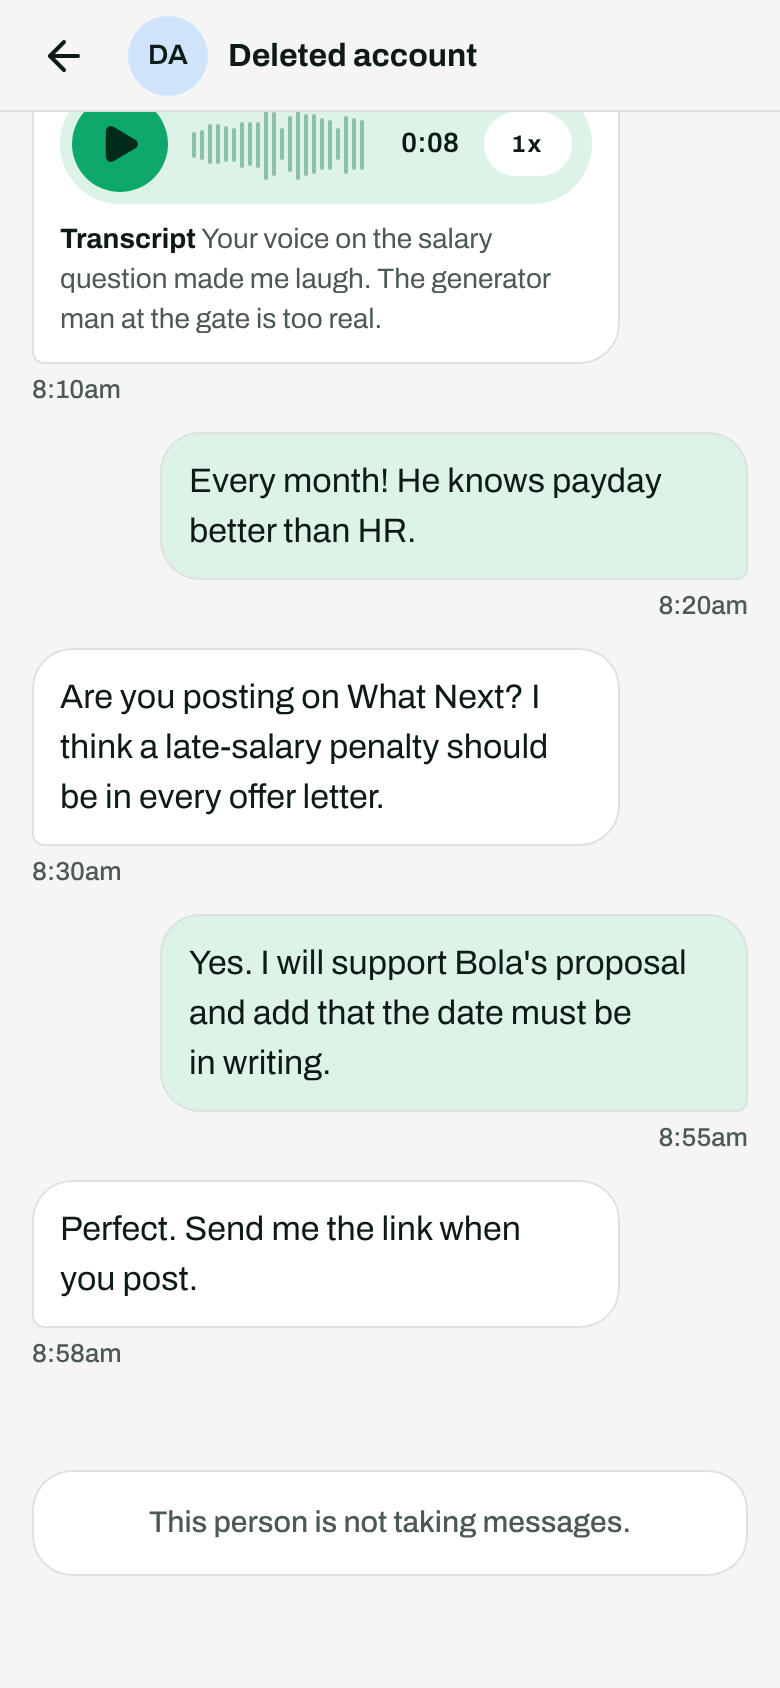 DA Deleted account
0:08 1x
Transcript Your voice on the salary
question made me laugh. The generator
man at the gate is too real.
8:10am
Every month! He knows payday
better than HR.
8:20am
Are you posting on What Next? I
think a late-salary penalty should
be in every offer letter.
8:30am
Yes. I will support Bola's proposal
and add that the date must be
in writing.
8:55am
Perfect. Send me the link when
you post.
8:58am
This person is not taking messages.